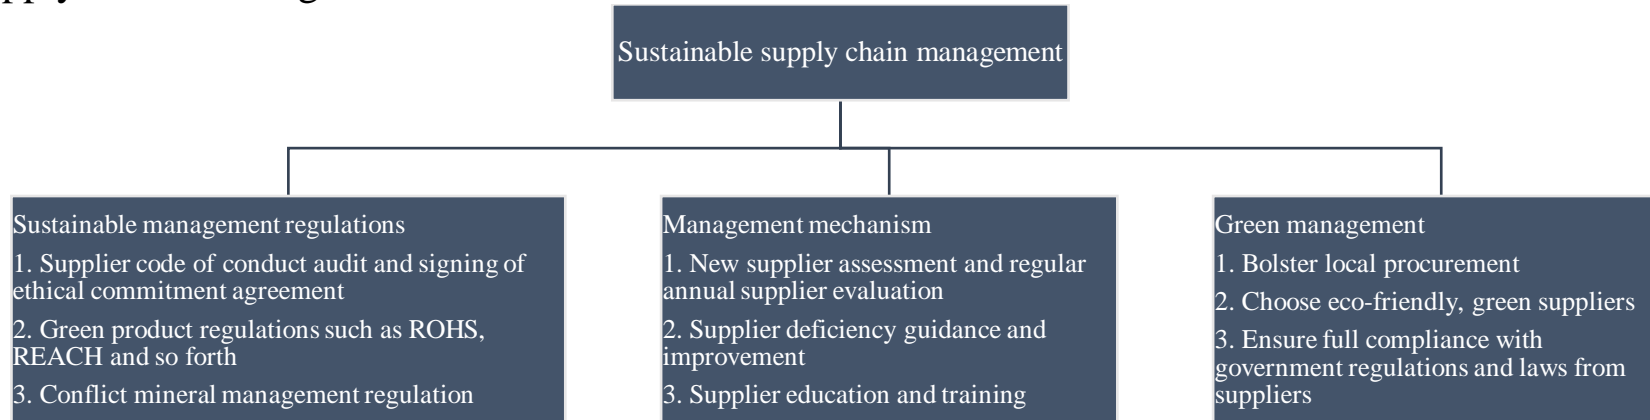 Sustainable supply chain management
Sustainable management regulations
1. Supplier code of conduct audit and signing of
ethical commitment agreement
2. Green product regulations such as ROHS,
REACH and so forth
3. Conflict mineral management regulation
Management mechanism
1. New supplier assessment and regular
annual supplier evaluation
2. Supplier deficiency guidance and
improvement
3. Supplier education and training
Green management
1. Bolster local procurement
2. Choose eco-friendly, green suppliers
3. Ensure full compliance with
government regulations and laws from
suppliers